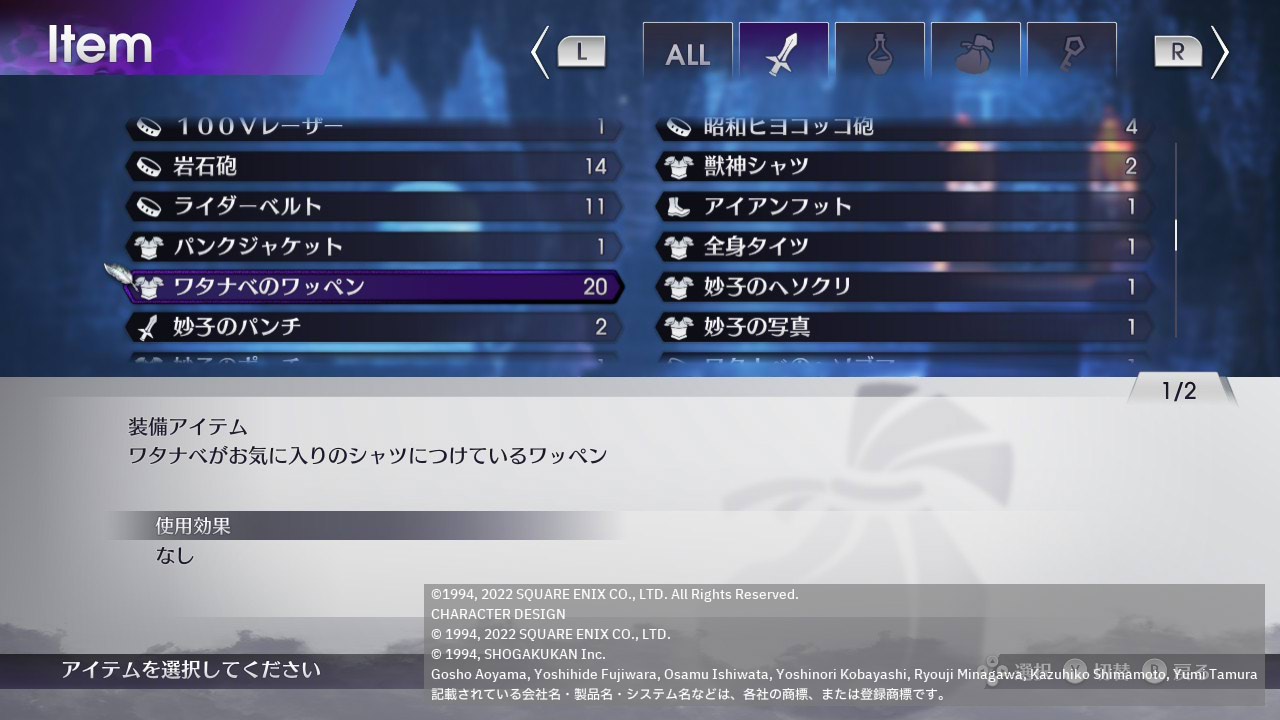 Item
L
ALL
R
100Vレーザー 1
昭和ヒヨコッコ砲 4
岩石砲 14
獣神シャツ 2
ライダーベルト 11
アイアンフット 1
パンクジャケット 1
全身タイツ 1
ワタナベのワッペン 20
妙子のヘソクリ 1
妙子のパンチ 2
妙子の写真 1
1/2
装備アイテム
ワタナベがお気に入りのシャツにつけているワッペン
使用効果
なし
アイテムを選択してください
選択 切替 戻る
©1994, 2022 SQUARE ENIX CO., LTD. All Rights Reserved.
CHARACTER DESIGN
© 1994, 2022 SQUARE ENIX CO., LTD.
© 1994, SHOGAKUKAN Inc.
Gosho Aoyama, Yoshihide Fujiwara, Osamu Ishiwata, Yoshinori Kobayashi, Ryouji Minagawa, Kazuhiko Shimamoto, Yumi Tamura
記載されている会社名・製品名・システム名などは、各社の商標、または登録商標です。